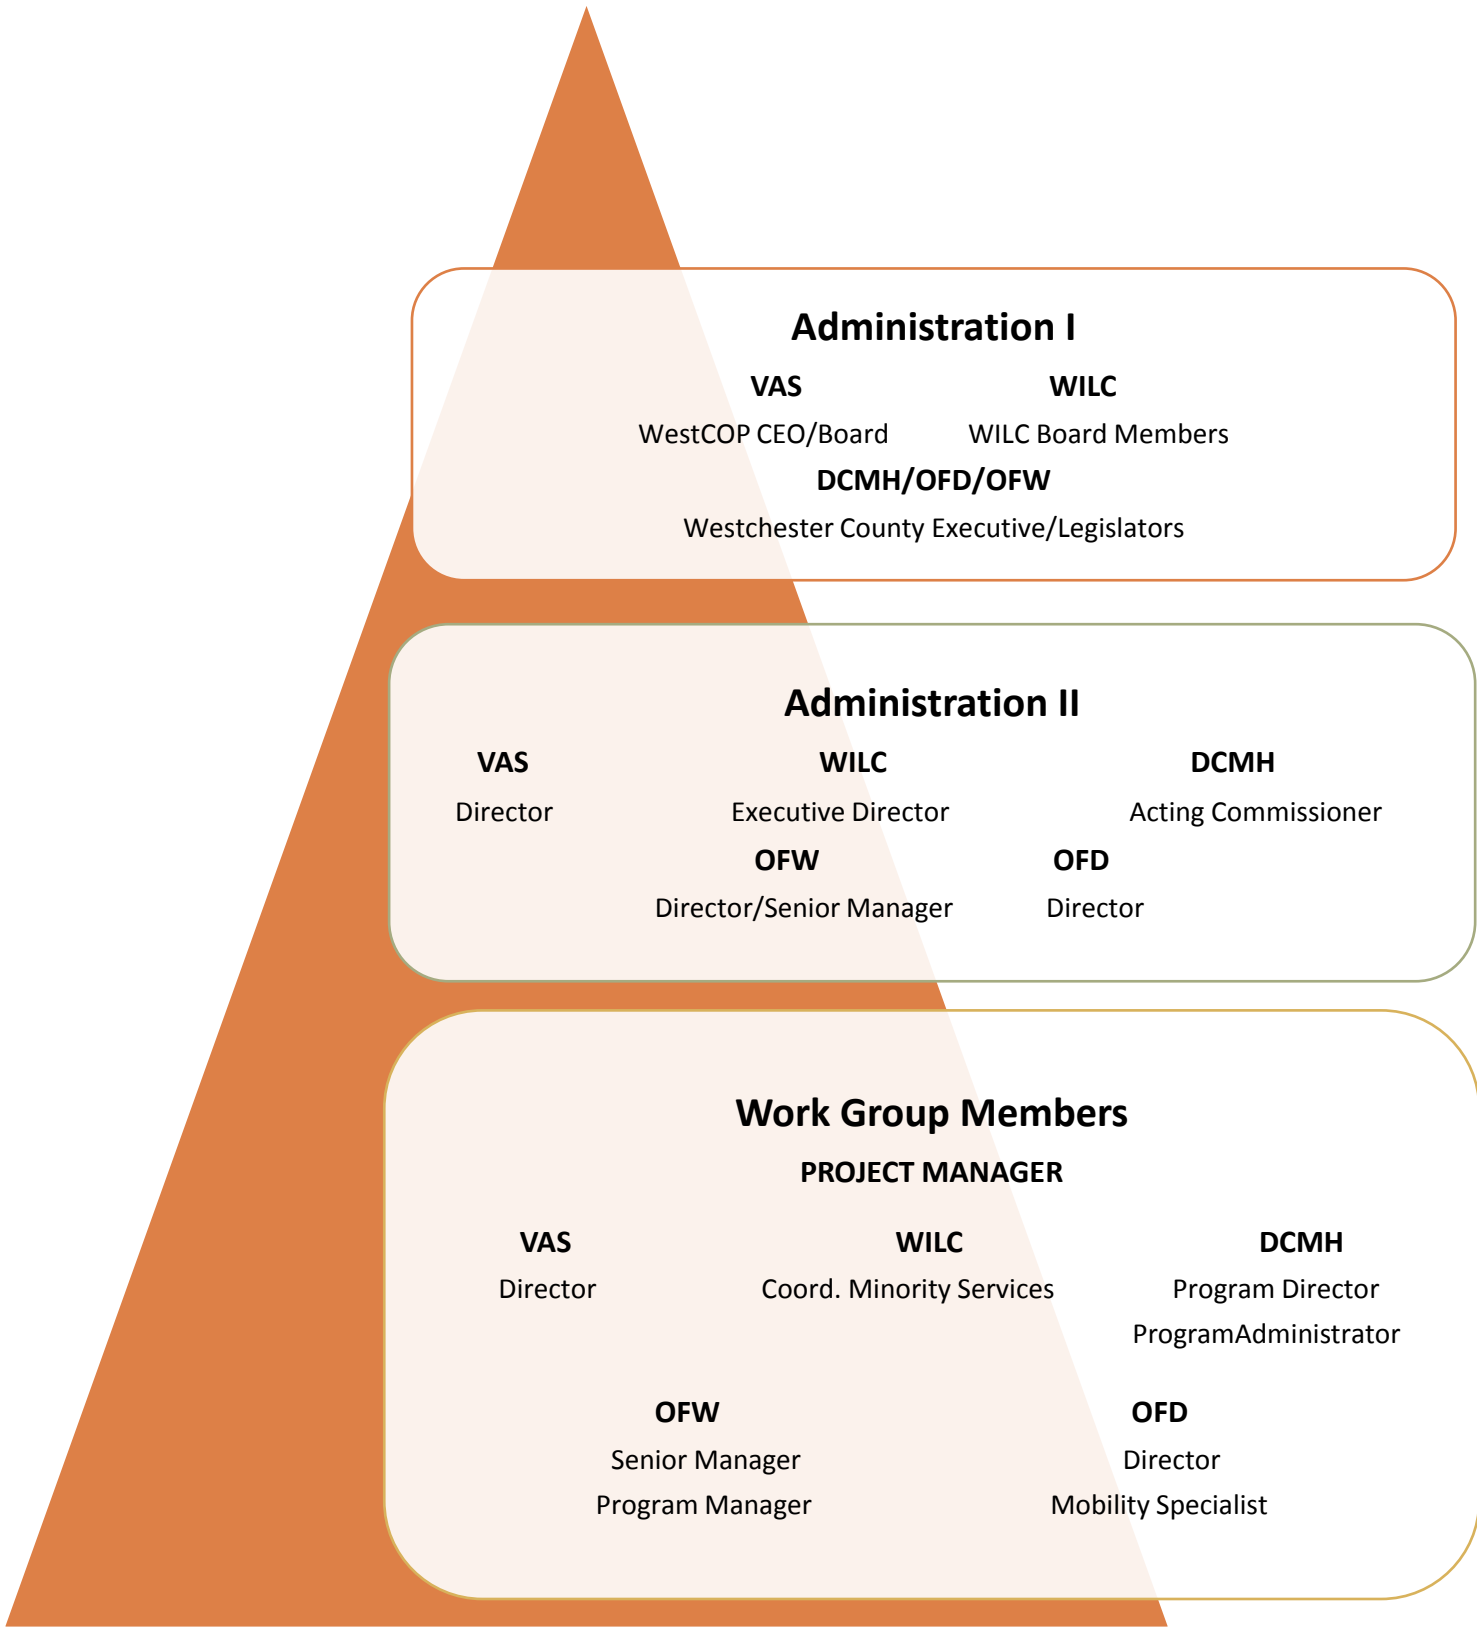 Administration I
VAS WILC
WestCOP CEO/Board WILC Board Members
DCMH/OFD/OFW
Westchester County Executive/Legislators
Administration II
VAS WILC DCMH
Director Executive Director Acting Commissioner
OFW OFD
Director/Senior Manager Director
Work Group Members
PROJECT MANAGER
VAS WILC DCMH
Director Coord. Minority Services Program Director
ProgramAdministrator
OFW OFD
Senior Manager Director
Program Manager Mobility Specialist